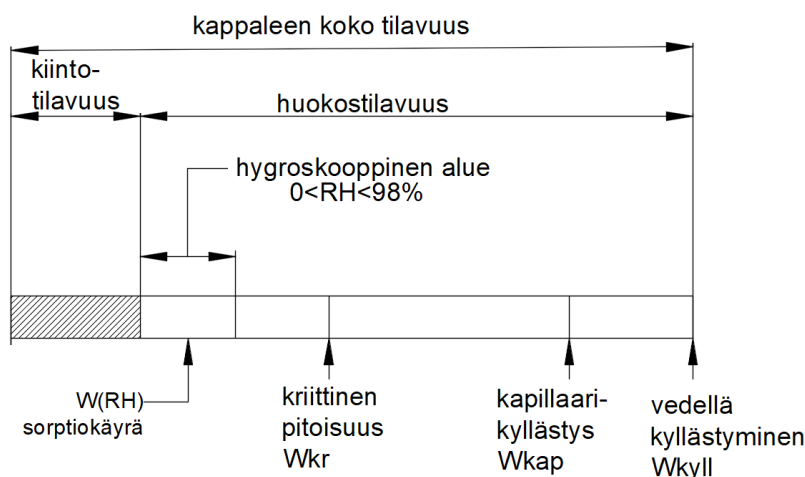 kappaleen koko tilavuus
kiinto-
tilavuus
huokostilavuus
hygroskooppinen alue
0<RH<98%
W(RH)
sorptiokäyrä
kriittinen
pitoisuus
Wkr
kapillaari-
kyllästys
Wkap
vedellä
kyllästyminen
Wkyll